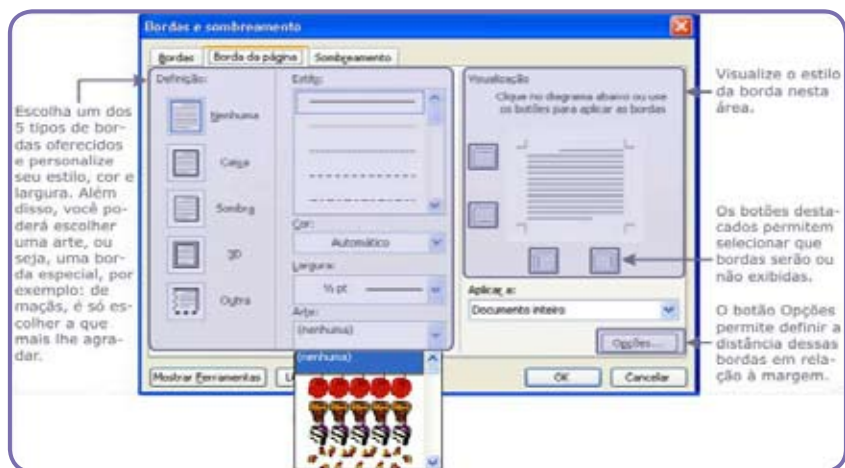 Bordas e sombreamento
Bordas
Borda da página
Sombreamento
Definição:
Nenhuma
Caixa
Sombra
3D
Outra
Estilo:
Cor:
Automático
Largura:
½ pt
Arte:
(nenhuma)
(nenhuma)
Visualização
Clique no diagrama abaixo ou use
os botões para aplicar as bordas
Aplicar a:
Documento inteiro
Opções...
Mostrar Ferramentas
OK
Cancelar
Escolha um dos
5 tipos de bor-
das oferecidos
e personalize
seu estilo, cor e
largura. Além
disso, você po-
derá escolher
uma arte, ou
seja, uma bor-
da especial, por
exemplo: de
maçãs, é só es-
colher a que
mais lhe agra-
dar.
Visualize o estilo
da borda nesta
área.
Os botões desta-
cados permitem
selecionar que
bordas serão ou
não exibidas.
O botão Opções
permite definir a
distância dessas
bordas em rela-
ção à margem.